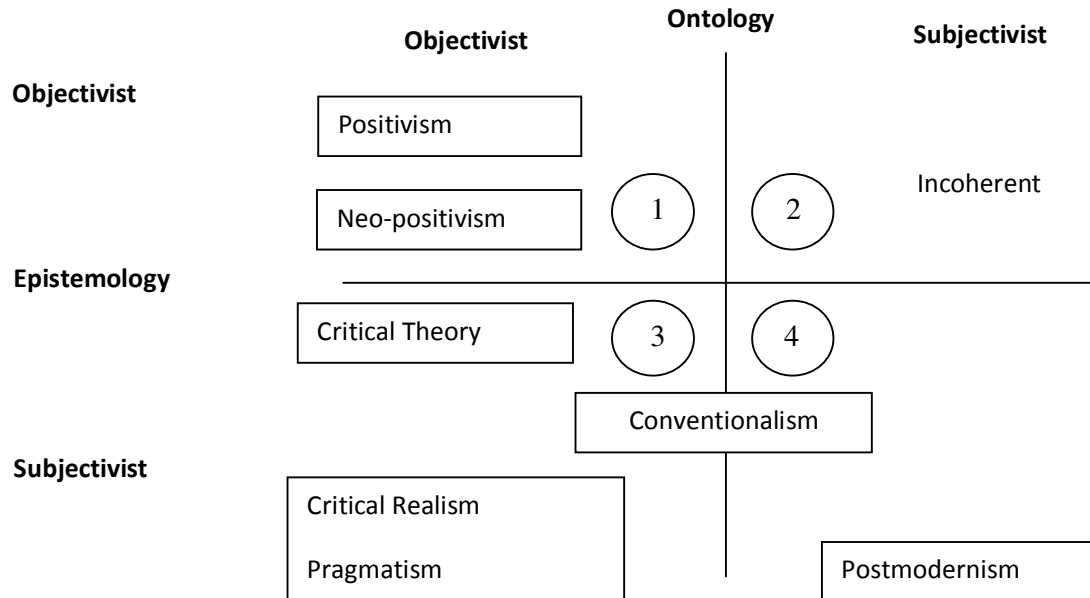 Ontology
Objectivist
Subjectivist
Objectivist
Positivism
Incoherent
Neo-positivism
1
2
Epistemology
Critical Theory
3
4
Conventionalism
Subjectivist
Critical Realism
Pragmatism
Postmodernism